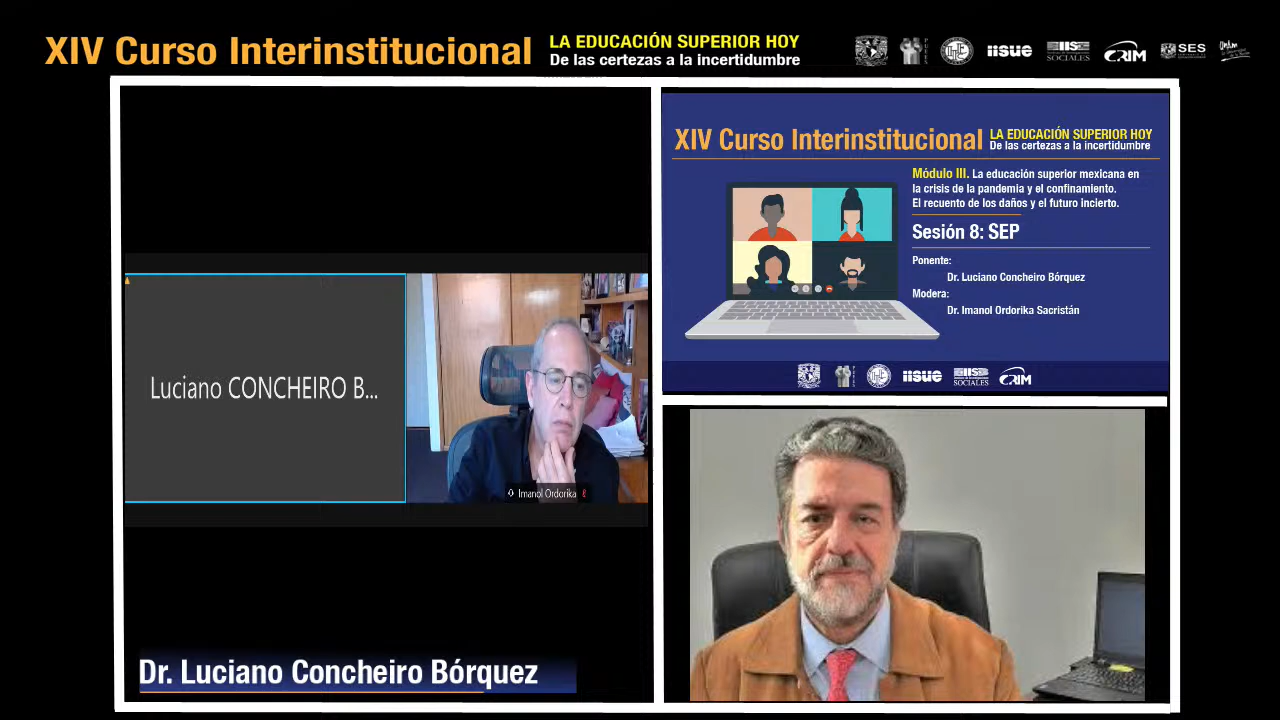 XIV Curso Interinstitucional
LA EDUCACIÓN SUPERIOR HOY
De las certezas a la incertidumbre
iisue
IIS
SOCIALES
CRIM
SES
Luciano CONCHEIRO B...
Imanol Ordorika
Dr. Luciano Concheiro Bórquez
XIV Curso Interinstitucional
LA EDUCACIÓN SUPERIOR HOY
De las certezas a la incertidumbre
Módulo III. La educación superior mexicana en
la crisis de la pandemia y el confinamiento.
El recuento de los daños y el futuro incierto.
Sesión 8: SEP
Ponente:
Dr. Luciano Concheiro Bórquez
Modera:
Dr. Imanol Ordorika Sacristán
iisue
IIS
SOCIALES
CRIM